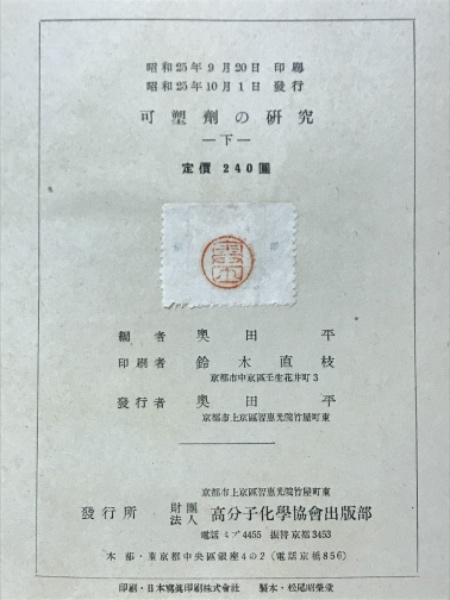 昭和25年9月20日 印刷
昭和25年10月1日 發行
可塑劑の研究
―下―
定價 240圓
編者 奥田 平
印刷者 鈴木直枝
京都市中京區壬生花井町3
發行者 奥田 平
京都市上京區智惠光院竹屋町東
京都市上京區智惠光院竹屋町東
發行所 財團法人 高分子化學協會出版部
電話 ミブ 4455 振替京都3453
本部・東京都中央區銀座4の2（電話京橋856）
印刷・日本寫眞印刷株式會社 製本・松尾昭榮堂